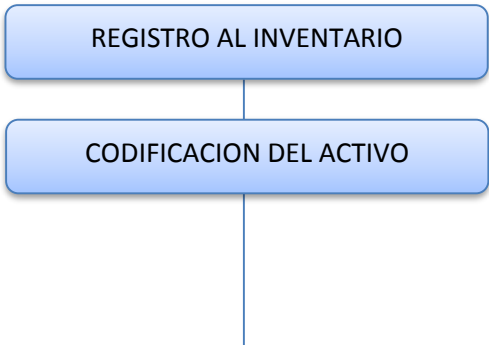 REGISTRO AL INVENTARIO
CODIFICACION DEL ACTIVO